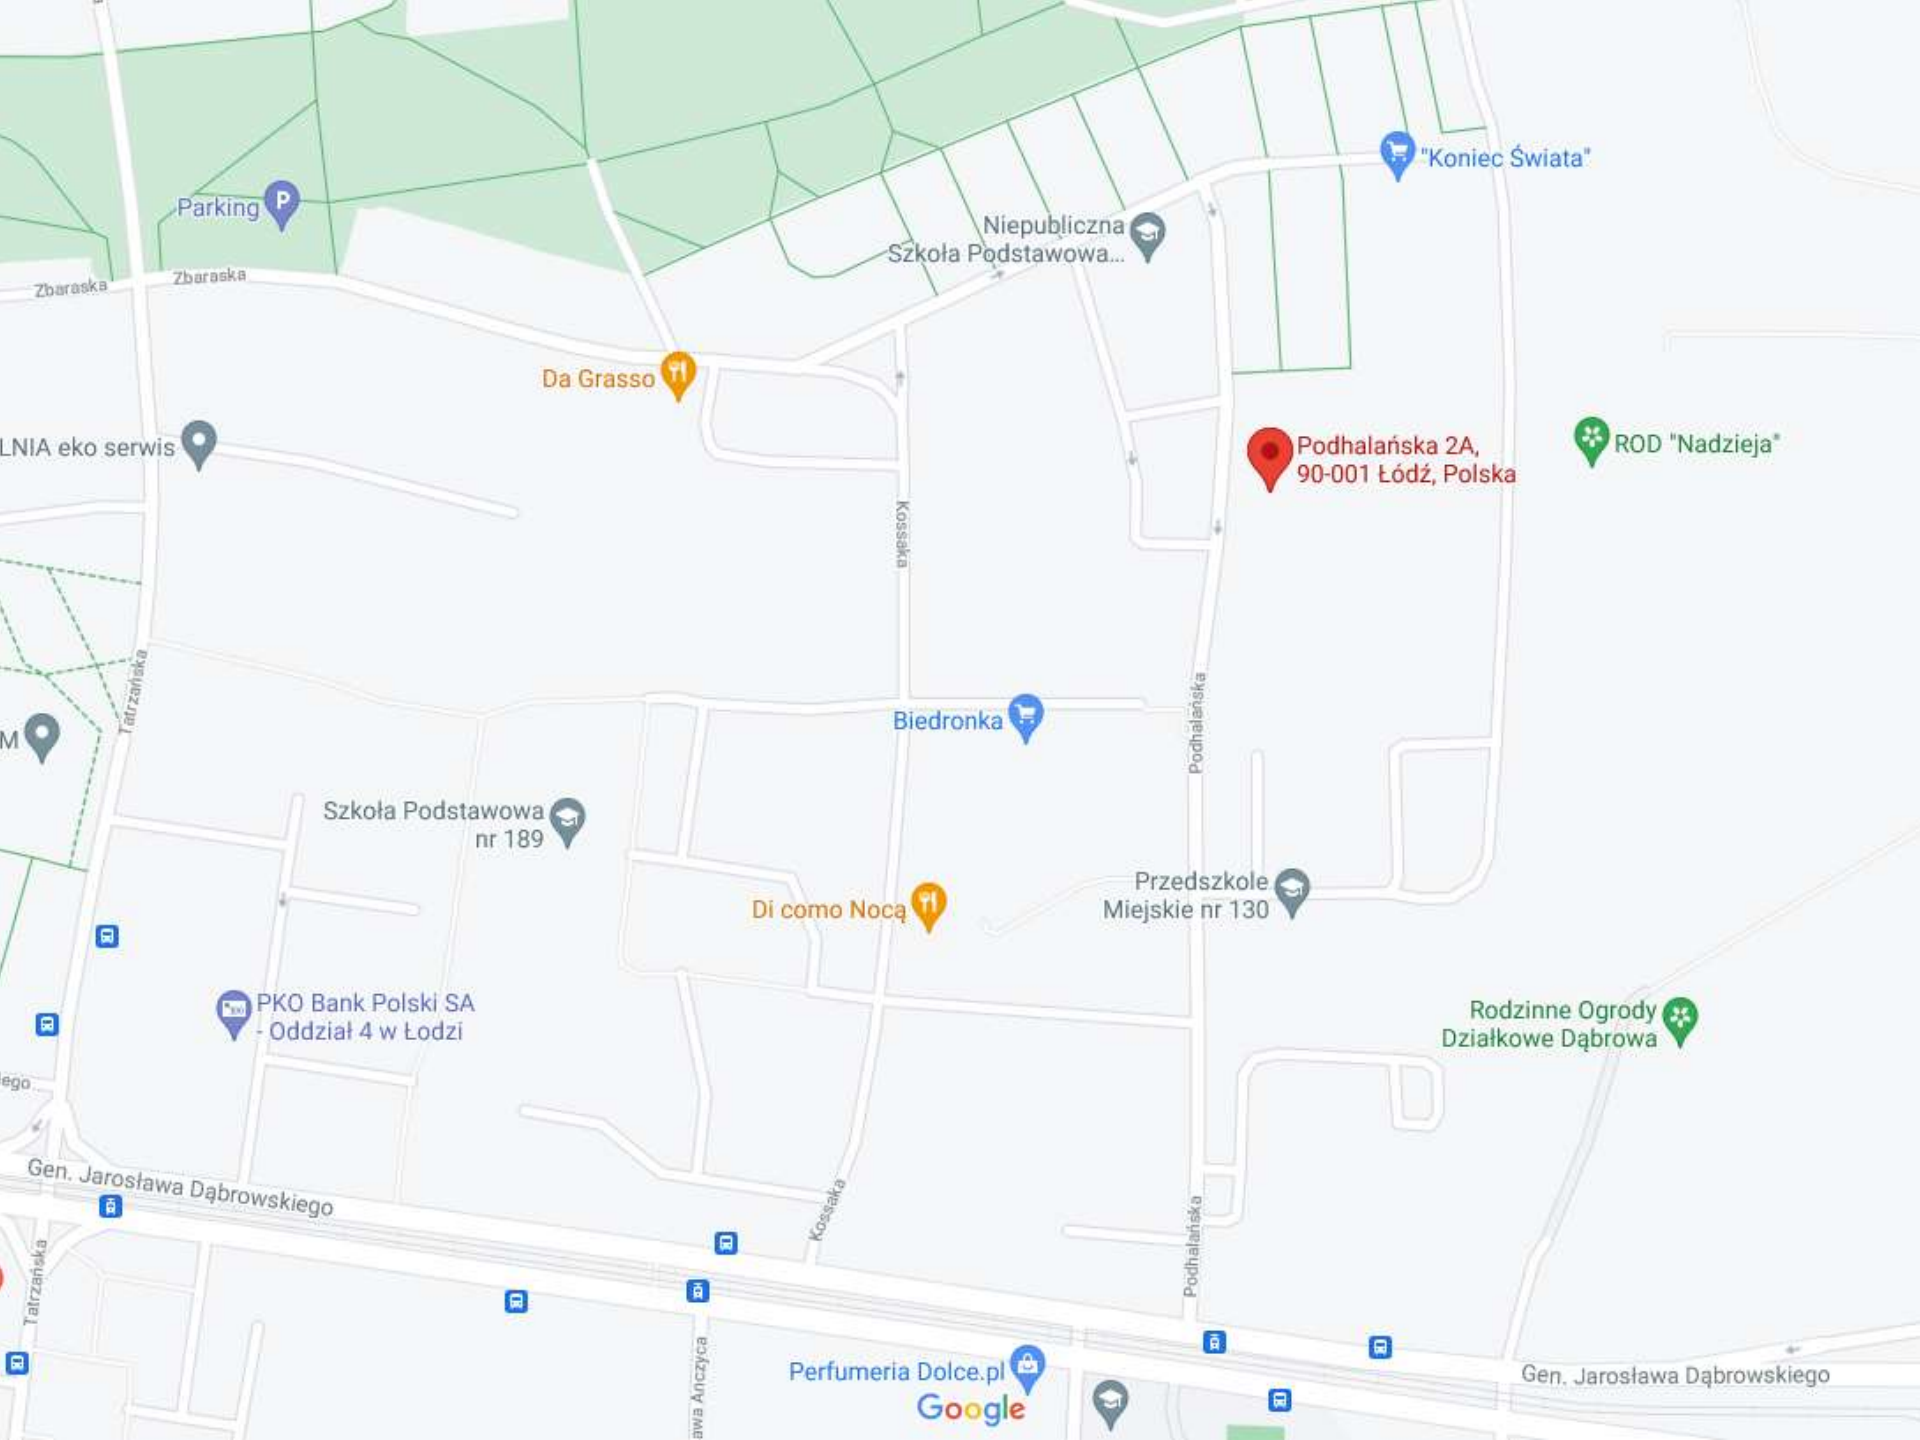 "Koniec Świata"
Parking
Niepubliczna
Szkoła Podstawowa...
Zbaraska
Zbaraska
Da Grasso
LNIA eko serwis
Podhalańska 2A,
90-001 Łódź, Polska
ROD "Nadzieja"
Kossaka
Tatrzańska
Podhalańska
Biedronka
M
Szkoła Podstawowa
nr 189
Przedszkole
Miejskie nr 130
Di como Nocą
PKO Bank Polski SA
- Oddział 4 w Łodzi
Rodzinne Ogrody
Działkowe Dąbrowa
iego
Gen. Jarosława Dąbrowskiego
Kossaka
Podhalańska
Tatrzańska
awa Anczyca
Perfumeria Dolce.pl
Google
Gen. Jarosława Dąbrowskiego